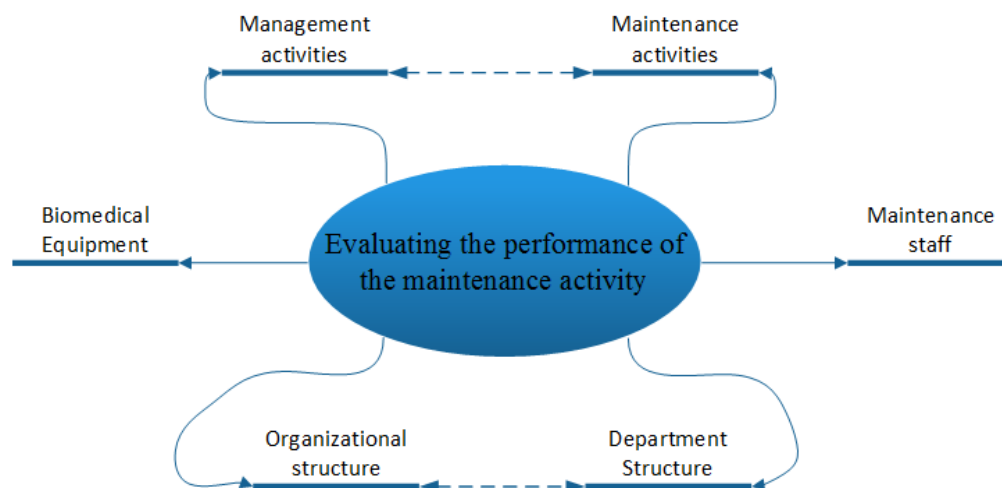 Management
activities
Maintenance
activities
Biomedical
Equipment
Evaluating the performance of
the maintenance activity
Maintenance
staff
Organizational
structure
Department
Structure